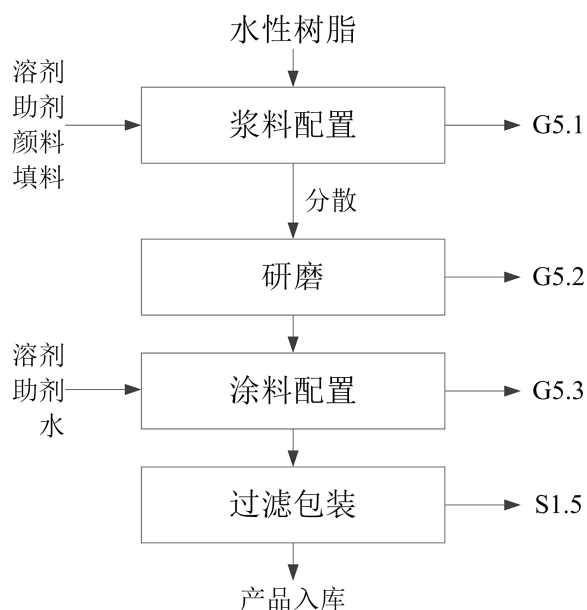 水性树脂
溶剂
助剂
颜料
填料
浆料配置
G5.1
分散
研磨
G5.2
溶剂
助剂
水
涂料配置
G5.3
过滤包装
S1.5
产品入库